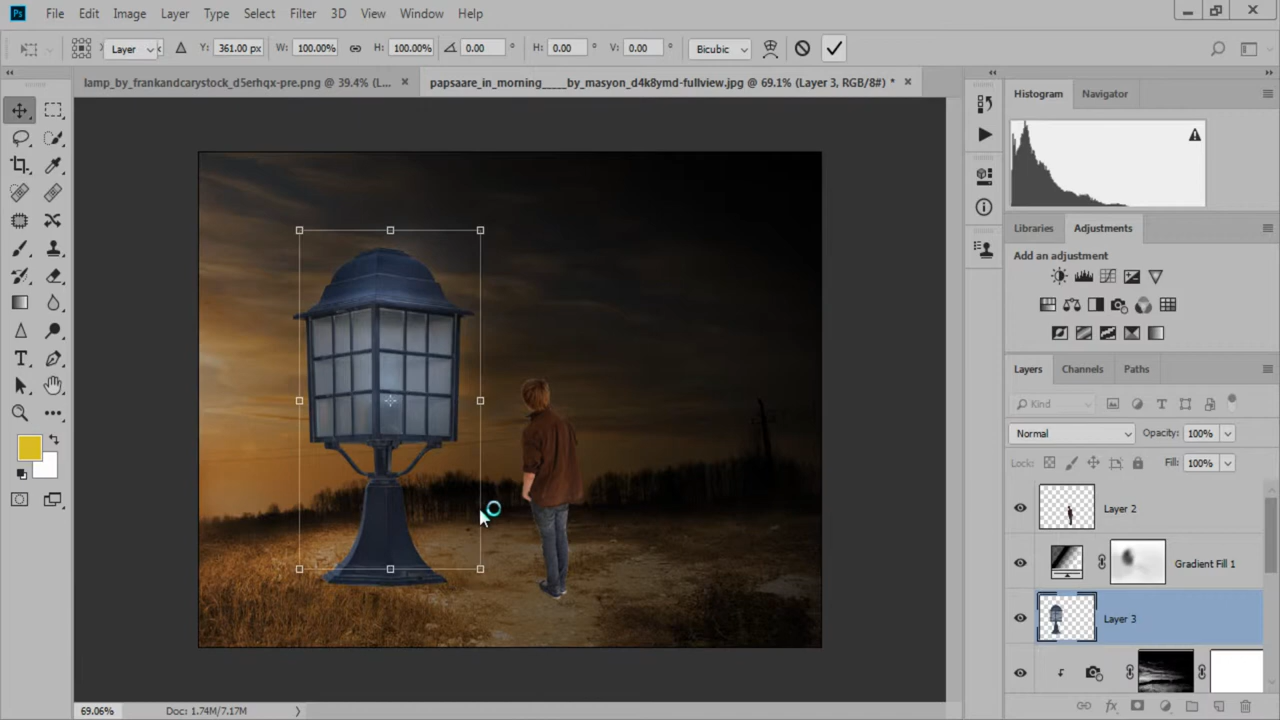 Ps File Edit Image Layer Type Select Filter 3D View Window Help
Layer Y: 361.00 px W: 100.00% H: 100.00% 0.00 ° H: 0.00 ° V: 0.00 ° Bicubic
lamp_by_frankandcarystock_d5erhqx-pre.png @ 39.4% (L... × papsaare_in_morning_____by_masyon_d4k8ymd-fullview.jpg @ 69.1% (Layer 3, RGB/8#) * ×
Histogram Navigator
Libraries Adjustments
Add an adjustment
Layers Channels Paths
Kind
Normal Opacity: 100%
Lock: Fill: 100%
Layer 2
Gradient Fill 1
Layer 3
69.06% Doc: 1.74M/7.17M